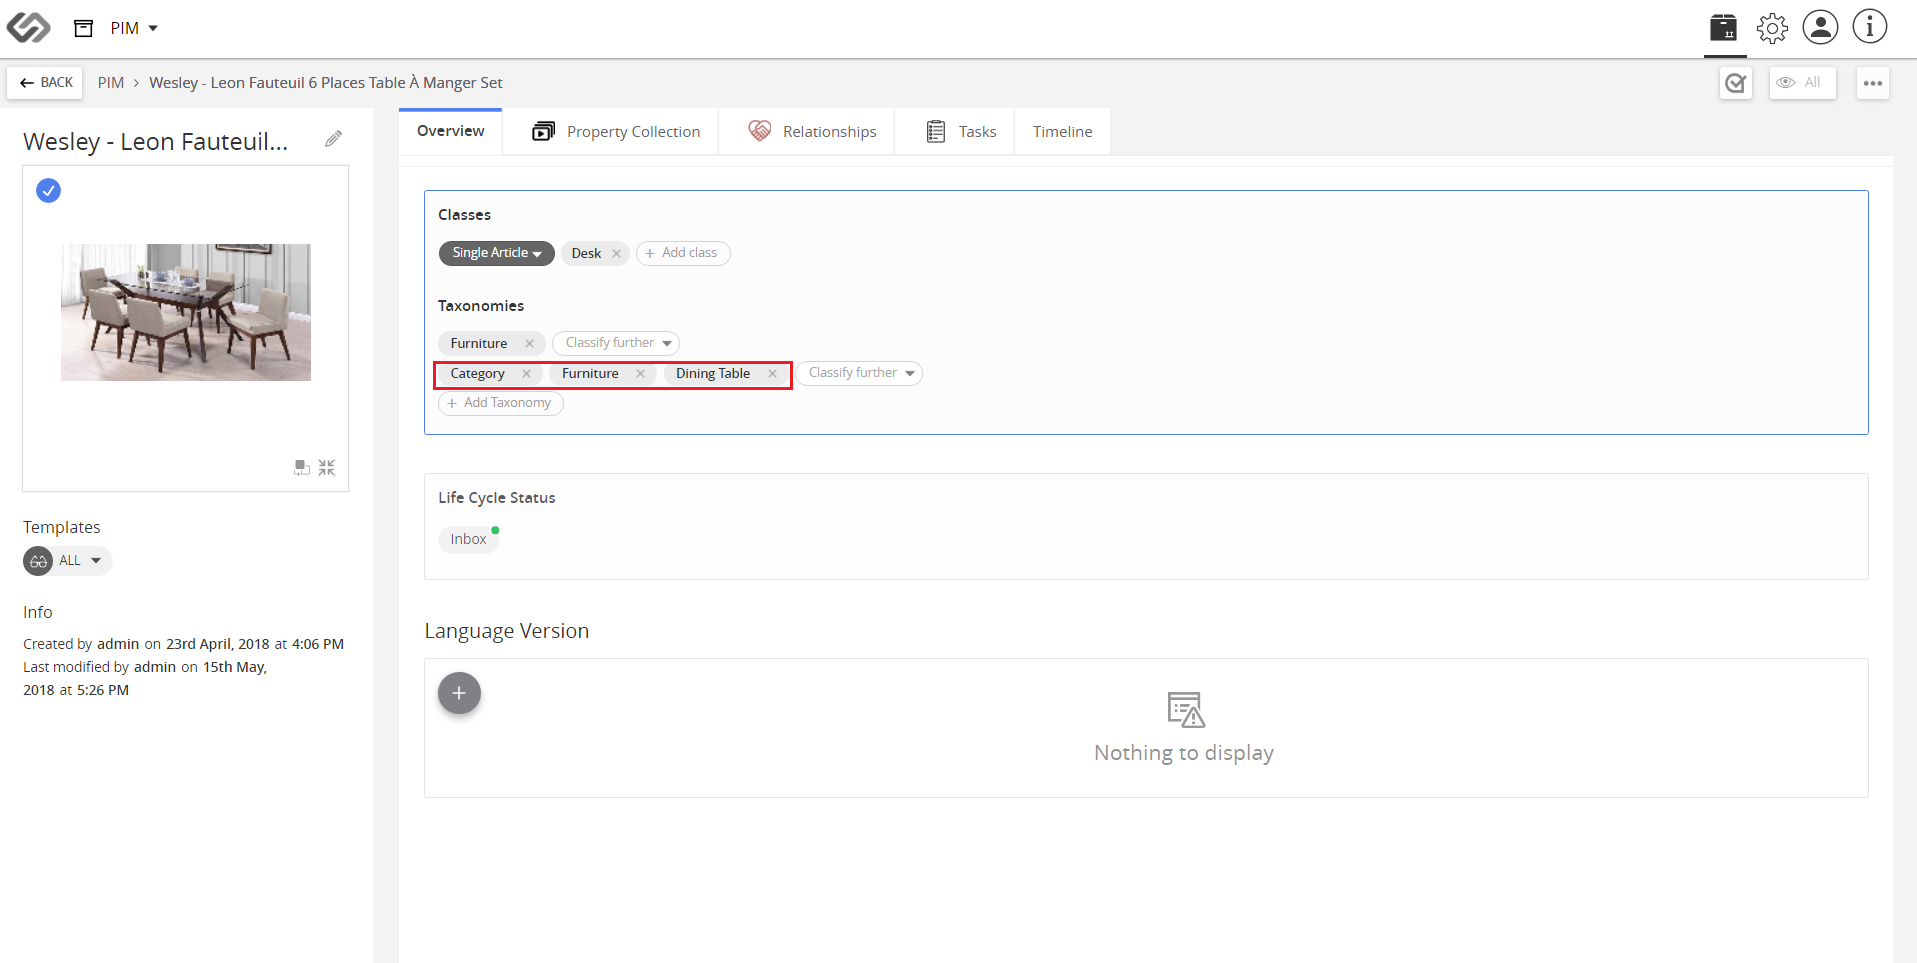 PIM
BACK PIM > Wesley - Leon Fauteuil 6 Places Table À Manger Set
All
Wesley - Leon Fauteuil...
Overview Property Collection Relationships Tasks Timeline
Classes
Single Article Desk × + Add class
Taxonomies
Furniture × Classify further
Category × Furniture × Dining Table × Classify further
+ Add Taxonomy
Life Cycle Status
Inbox
Templates
ALL
Info
Created by admin on 23rd April, 2018 at 4:06 PM
Last modified by admin on 15th May,
2018 at 5:26 PM
Language Version
+
Nothing to display